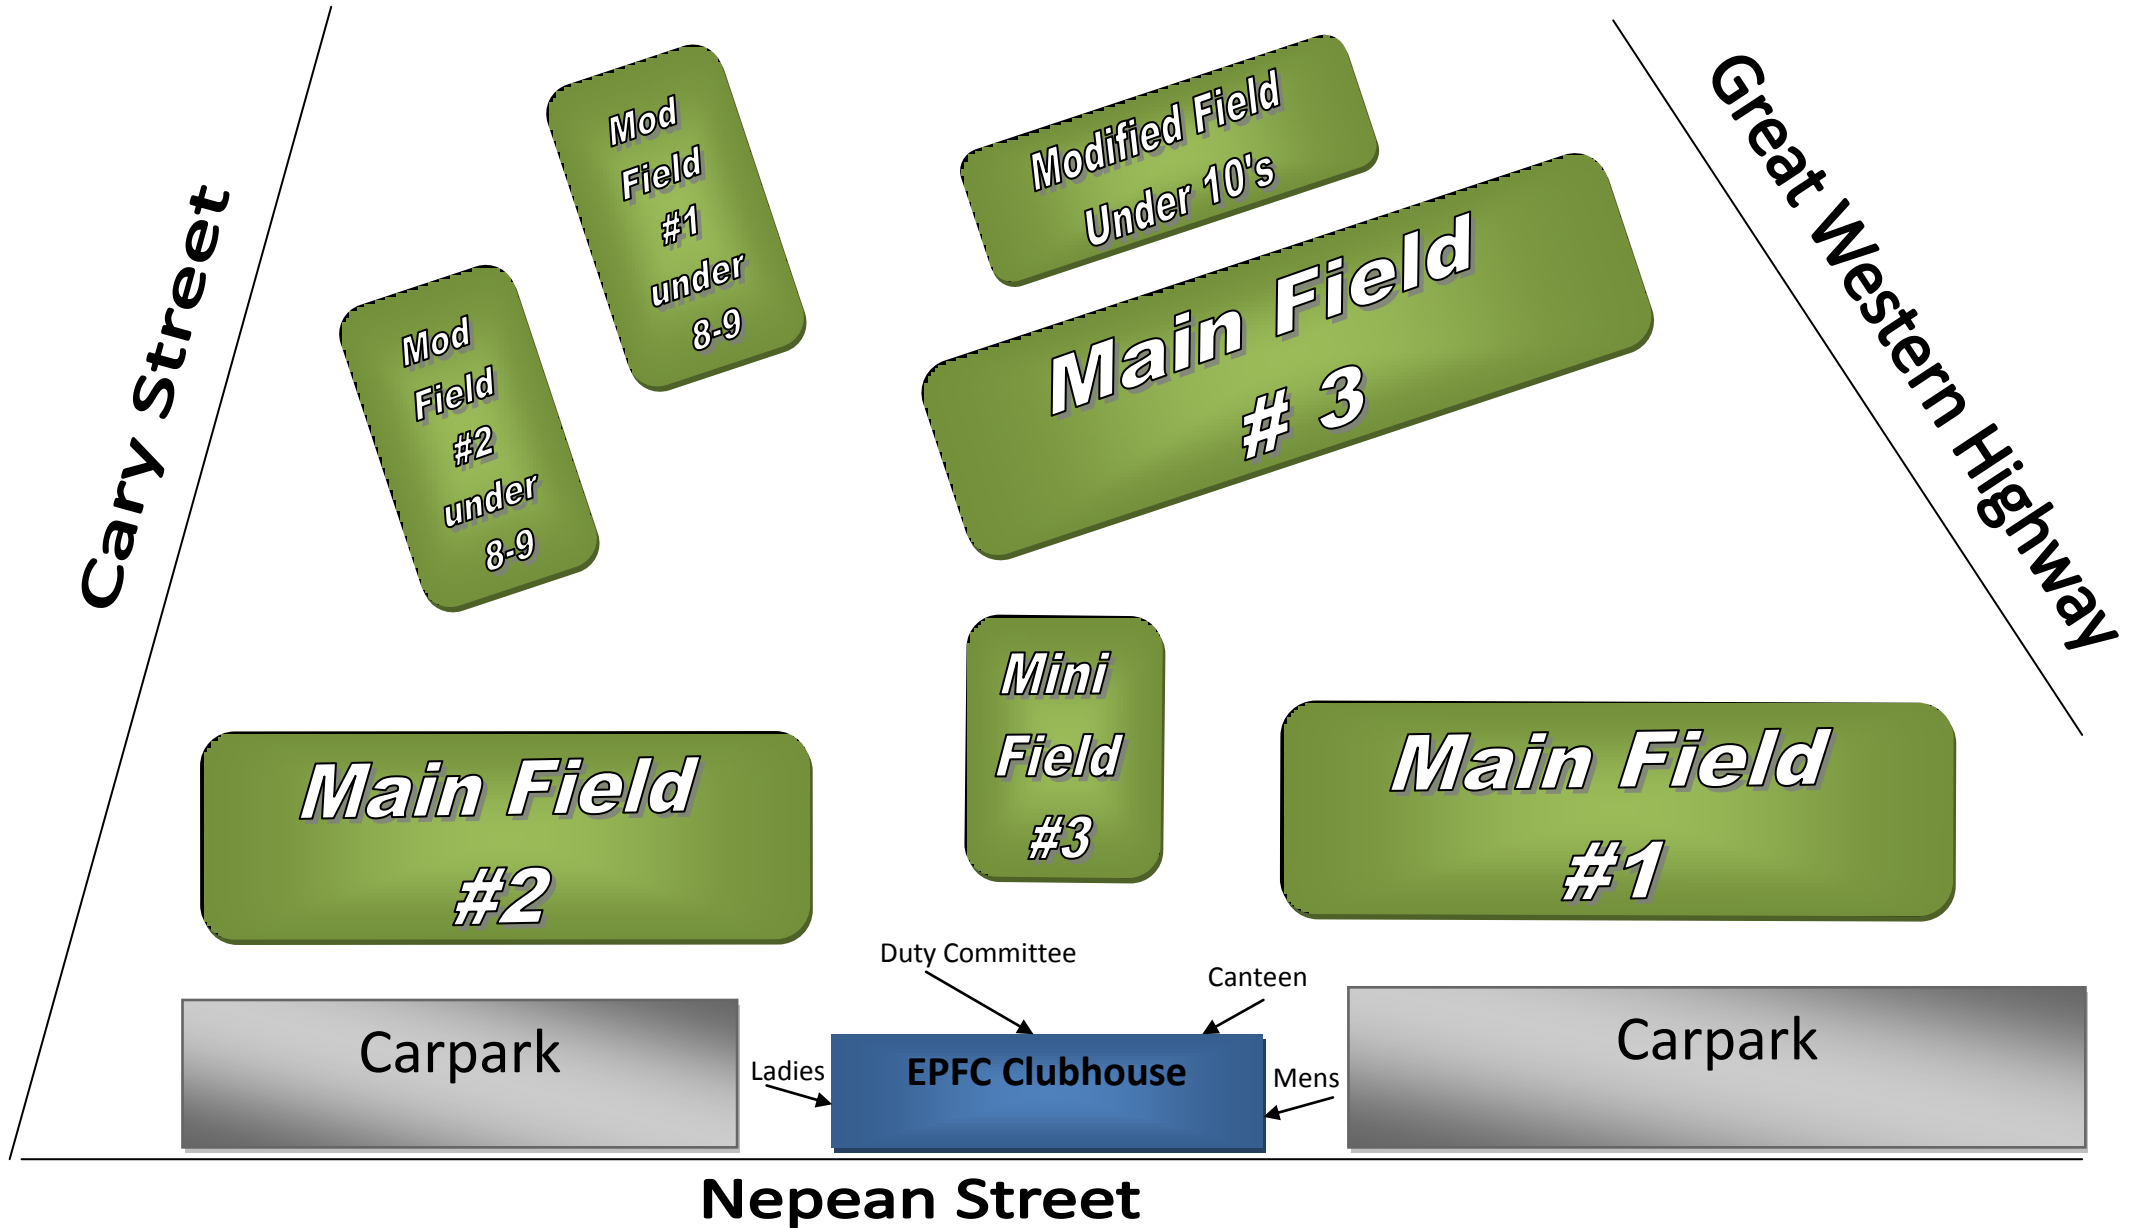 Cary Street
Great Western Highway
Mod
Field
#1
under
8-9
Modified Field
Under 10's
Mod
Field
#2
under
8-9
Main Field
# 3
Mini
Field
#3
Main Field
#2
Main Field
#1
Duty Committee
Canteen
Carpark
Ladies
EPFC Clubhouse
Mens
Carpark
Nepean Street